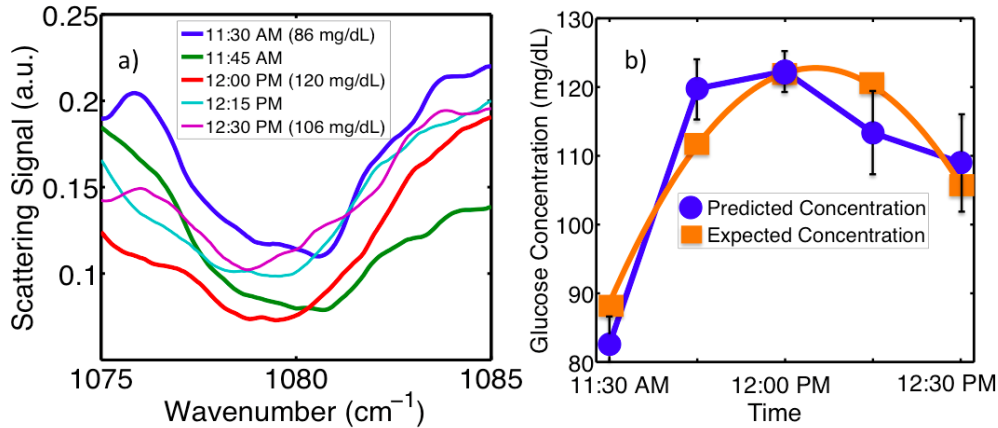 a)
11:30 AM (86 mg/dL)
11:45 AM
12:00 PM (120 mg/dL)
12:15 PM
12:30 PM (106 mg/dL)
Scattering Signal (a.u.)
0.25
0.2
0.15
0.1
1075
1080
1085
Wavenumber (cm⁻¹)
b)
Glucose Concentration (mg/dL)
130
120
110
100
90
80
Predicted Concentration
Expected Concentration
11:30 AM
12:00 PM
12:30 PM
Time